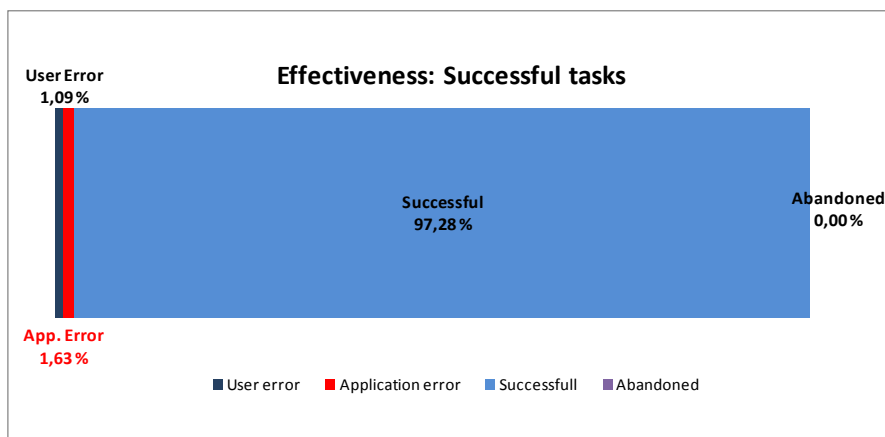 Effectiveness: Successful tasks
User Error
1,09%
Successful
97,28%
Abandoned
0,00%
App. Error
1,63%
User error Application error Successfull Abandoned